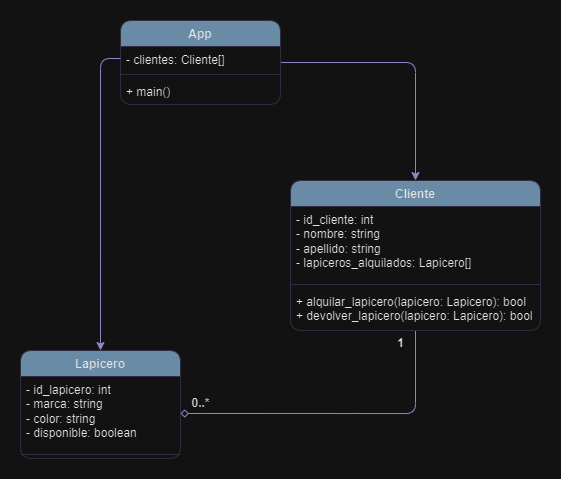 App
- clientes: Cliente[]
+ main()
Cliente
- id_cliente: int
- nombre: string
- apellido: string
- lapiceros_alquilados: Lapicero[]
+ alquilar_lapicero(lapicero: Lapicero): bool
+ devolver_lapicero(lapicero: Lapicero): bool
1
Lapicero
- id_lapicero: int
- marca: string
- color: string
- disponible: boolean
0..*